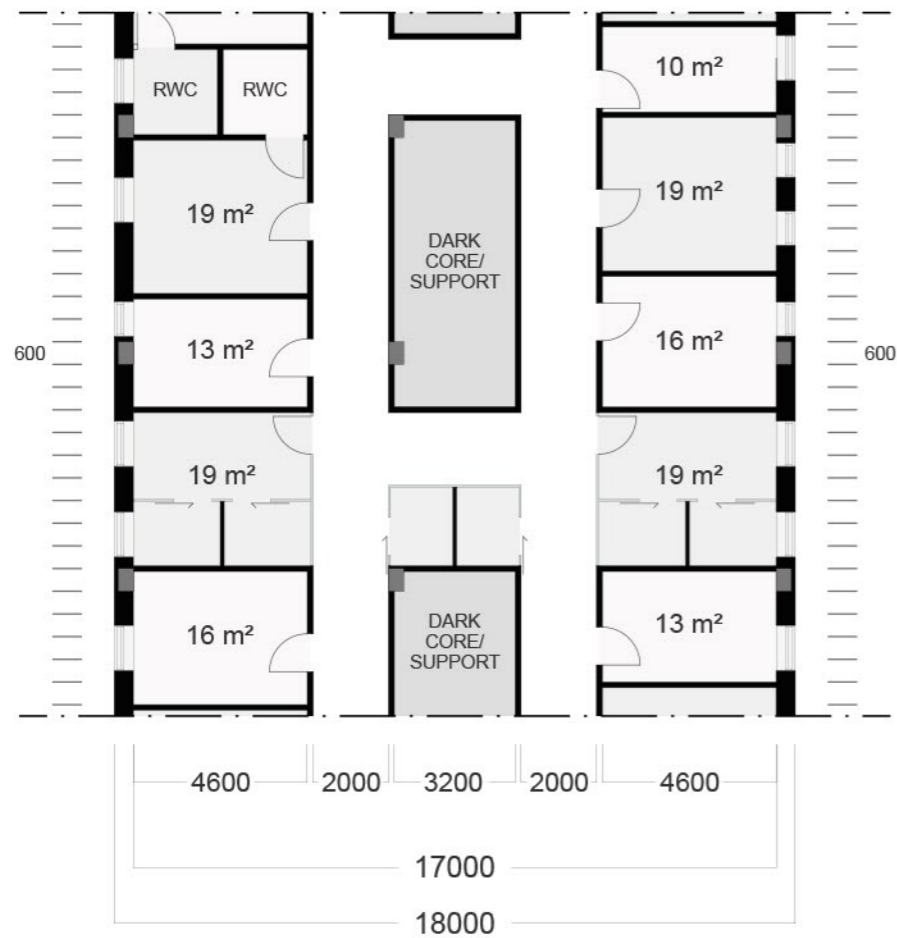 10 m²
RWC
RWC
19 m²
19 m²
DARK
CORE/
SUPPORT
13 m²
16 m²
600
600
19 m²
19 m²
16 m²
DARK
CORE/
SUPPORT
13 m²
4600
2000
3200
2000
4600
17000
18000